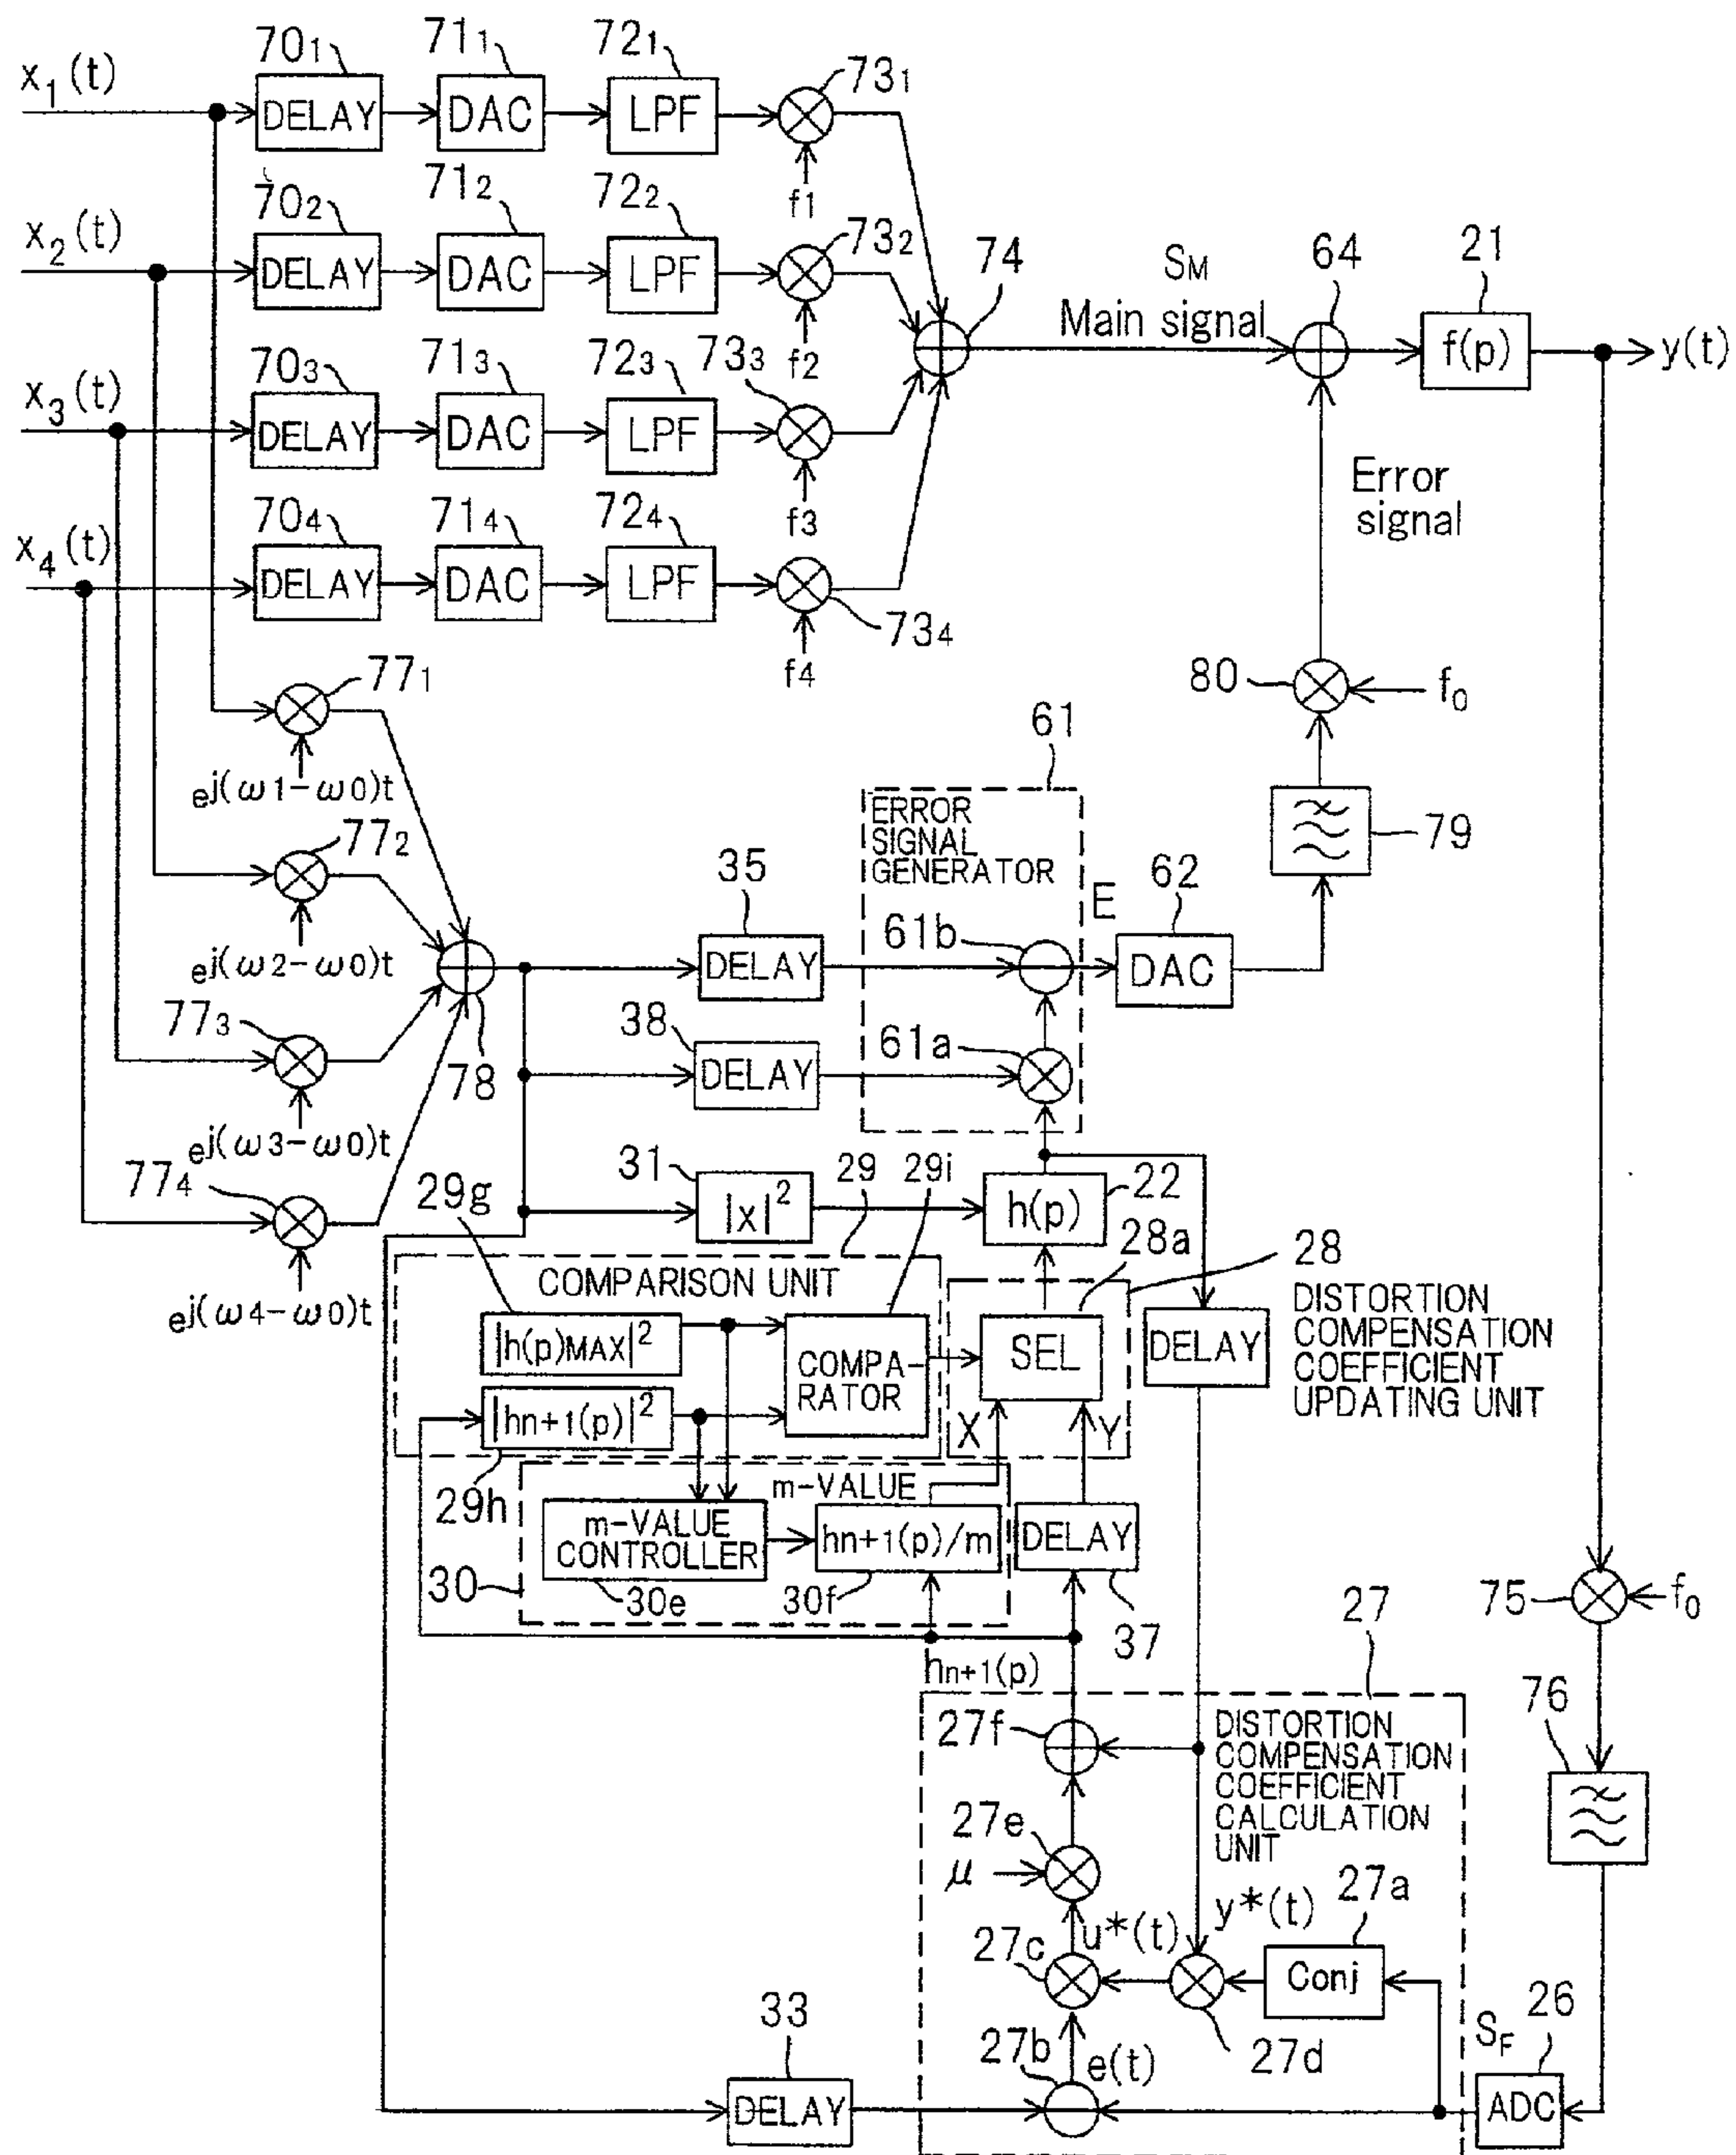 x₁(t)
70₁
71₁
72₁
73₁
DELAY
DAC
LPF
f1
x₂(t)
70₂
71₂
72₂
73₂
DELAY
DAC
LPF
f2
74
SM
Main signal
64
21
f(p)
y(t)
x₃(t)
70₃
71₃
72₃
73₃
DELAY
DAC
LPF
f3
Error
signal
x₄(t)
70₄
71₄
72₄
DELAY
DAC
LPF
73₄
f4
80
f₀
77₁
ej(ω1-ω0)t
61
ERROR
SIGNAL
GENERATOR
79
77₂
ej(ω2-ω0)t
35
DELAY
61b
E
62
DAC
77₃
78
38
DELAY
61a
ej(ω3-ω0)t
77₄
ej(ω4-ω0)t
29g
31
|x|²
29
29i
h(p)
22
28a
28
COMPARISON UNIT
|h(p)MAX|²
COMPA-
RATOR
SEL
DELAY
DISTORTION
COMPENSATION
COEFFICIENT
UPDATING UNIT
|hn+1(p)|²
X
Y
29h
m-VALUE
m-VALUE
CONTROLLER
hn+1(p)/m
DELAY
30
30e
30f
37
75
f₀
hn+1(p)
27
76
27f
DISTORTION
COMPENSATION
COEFFICIENT
CALCULATION
UNIT
27e
μ
27a
y*(t)
u*(t)
27c
Conj
27d
33
DELAY
27b
e(t)
SF
26
ADC